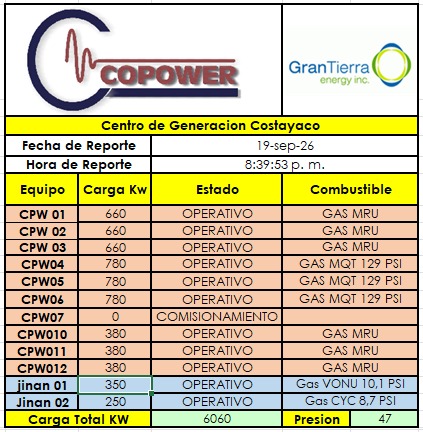 COPOWER
GranTierra
energy inc.
Centro de Generacion Costayaco
Fecha de Reporte 19-sep-26
Hora de Reporte 8:39:53 p. m.
Equipo Carga Kw Estado Combustible
CPW 01 660 OPERATIVO GAS MRU
CPW 02 660 OPERATIVO GAS MRU
CPW 03 660 OPERATIVO GAS MRU
CPW04 780 OPERATIVO GAS MQT 129 PSI
CPW05 780 OPERATIVO GAS MQT 129 PSI
CPW06 780 OPERATIVO GAS MQT 129 PSI
CPW07 0 COMISIONAMIENTO
CPW010 380 OPERATIVO GAS MRU
CPW011 380 OPERATIVO GAS MRU
CPW012 380 OPERATIVO GAS MRU
jinan 01 350 OPERATIVO Gas VONU 10,1 PSI
Jinan 02 250 OPERATIVO Gas CYC 8,7 PSI
Carga Total KW 6060 Presion 47